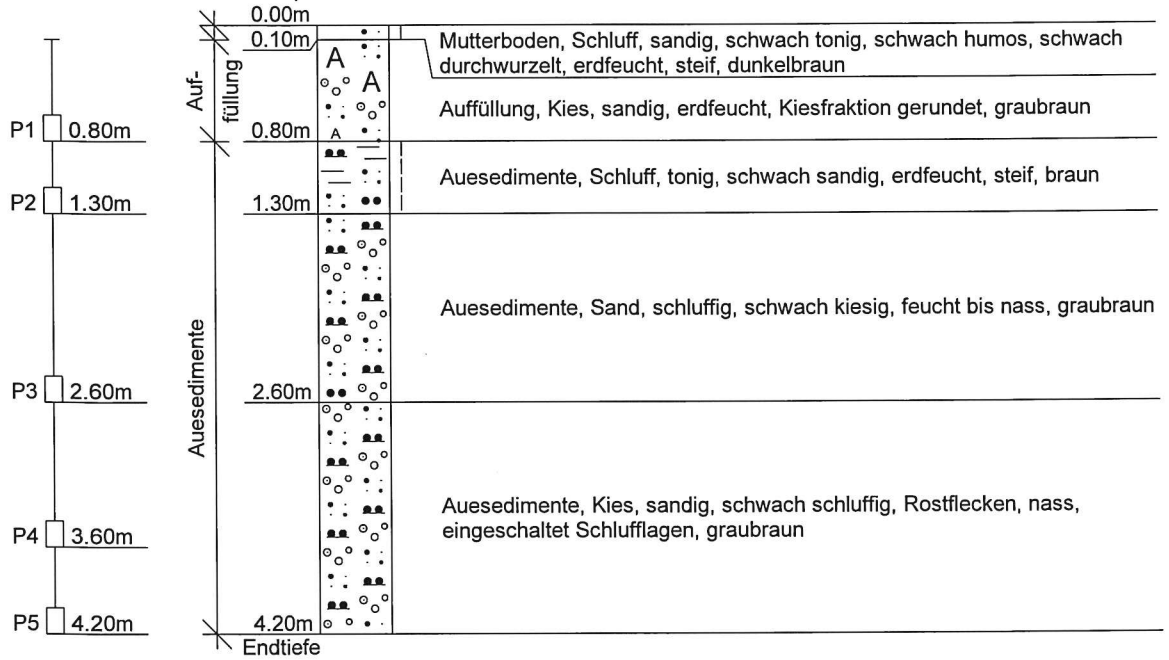 0.00m
0.10m
Mutterboden, Schluff, sandig, schwach tonig, schwach humos, schwach
durchwurzelt, erdfeucht, steif, dunkelbraun
Auf-
füllung
A
A
Auffüllung, Kies, sandig, erdfeucht, Kiesfraktion gerundet, graubraun
P1 0.80m
0.80m
A
Auesedimente, Schluff, tonig, schwach sandig, erdfeucht, steif, braun
P2 1.30m
1.30m
Auesedimente
Auesedimente, Sand, schluffig, schwach kiesig, feucht bis nass, graubraun
P3 2.60m
2.60m
Auesedimente, Kies, sandig, schwach schluffig, Rostflecken, nass,
eingeschaltet Schlufflagen, graubraun
P4 3.60m
P5 4.20m
4.20m
Endtiefe